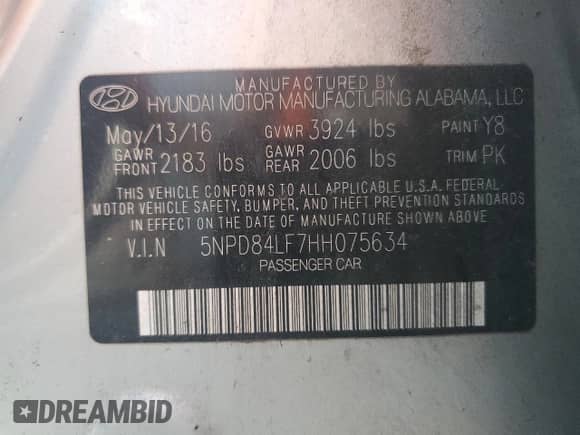 MANUFACTURED BY
HYUNDAI MOTOR MANUFACTURING ALABAMA, LLC
May/13/16 GVWR 3924 lbs PAINT Y8
GAWR FRONT 2183 lbs GAWR REAR 2006 lbs TRIM PK
THIS VEHICLE CONFORMS TO ALL APPLICABLE U.S.A. FEDERAL
MOTOR VEHICLE SAFETY, BUMPER, AND THEFT PREVENTION STANDARDS
IN EFFECT ON THE DATE OF MANUFACTURE SHOWN ABOVE.
V.I.N 5NPD84LF7HH075634
PASSENGER CAR
DREAMBID